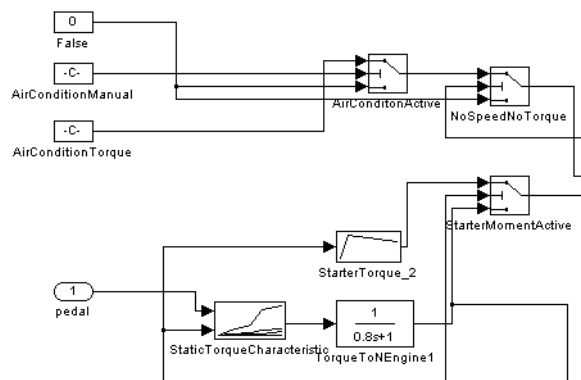 0
False
-C-
AirConditionManual
AirConditonActive
NoSpeedNoTorque
-C-
AirConditionTorque
StarterMomentActive
StarterTorque_2
1
pedal
StaticTorqueCharacteristic
1
0.8s+1
TorqueToNEngine1